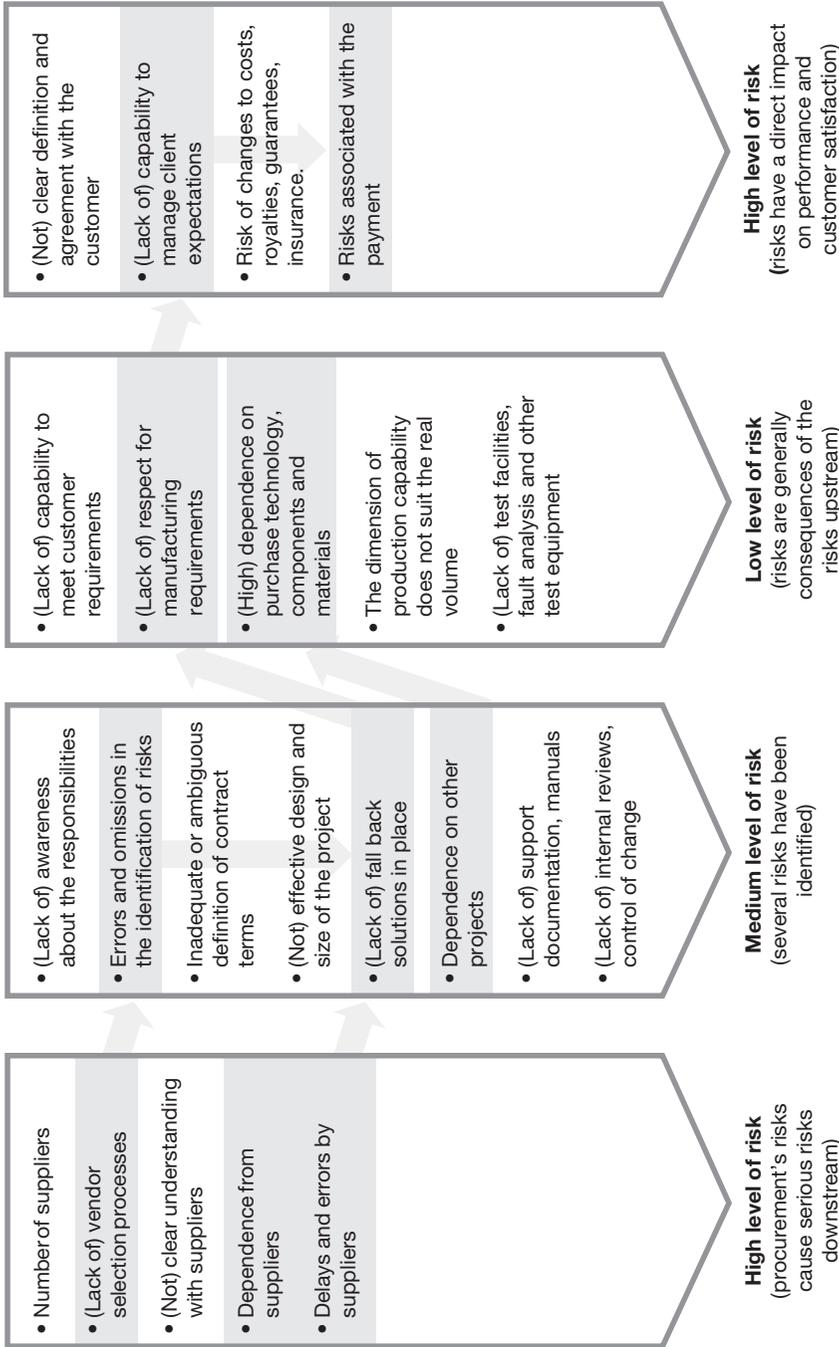 • Number of suppliers
• (Lack of) vendor
selection processes
• (Not) clear understanding
with suppliers
• Dependence from
suppliers
• Delays and errors by
suppliers
High level of risk
(procurement's risks
cause serious risks
downstream)
• (Lack of) awareness
about the responsibilities
• Errors and omissions in
the identification of risks
• Inadequate or ambiguous
definition of contract
terms
• (Not) effective design and
size of the project
• (Lack of) fall back
solutions in place
• Dependence on other
projects
• (Lack of) support
documentation, manuals
• (Lack of) internal reviews,
control of change
Medium level of risk
(several risks have been
identified)
• (Lack of) capability to
meet customer
requirements
• (Lack of) respect for
manufacturing
requirements
• (High) dependence on
purchase technology,
components and
materials
• The dimension of
production capability
does not suit the real
volume
• (Lack of) test facilities,
fault analysis and other
test equipment
Low level of risk
(risks are generally
consequences of the
risks upstream)
• (Not) clear definition and
agreement with the
customer
• (Lack of) capability to
manage client
expectations
• Risk of changes to costs,
royalties, guarantees,
insurance.
• Risks associated with the
payment
High level of risk
(risks have a direct impact
on performance and
customer satisfaction)